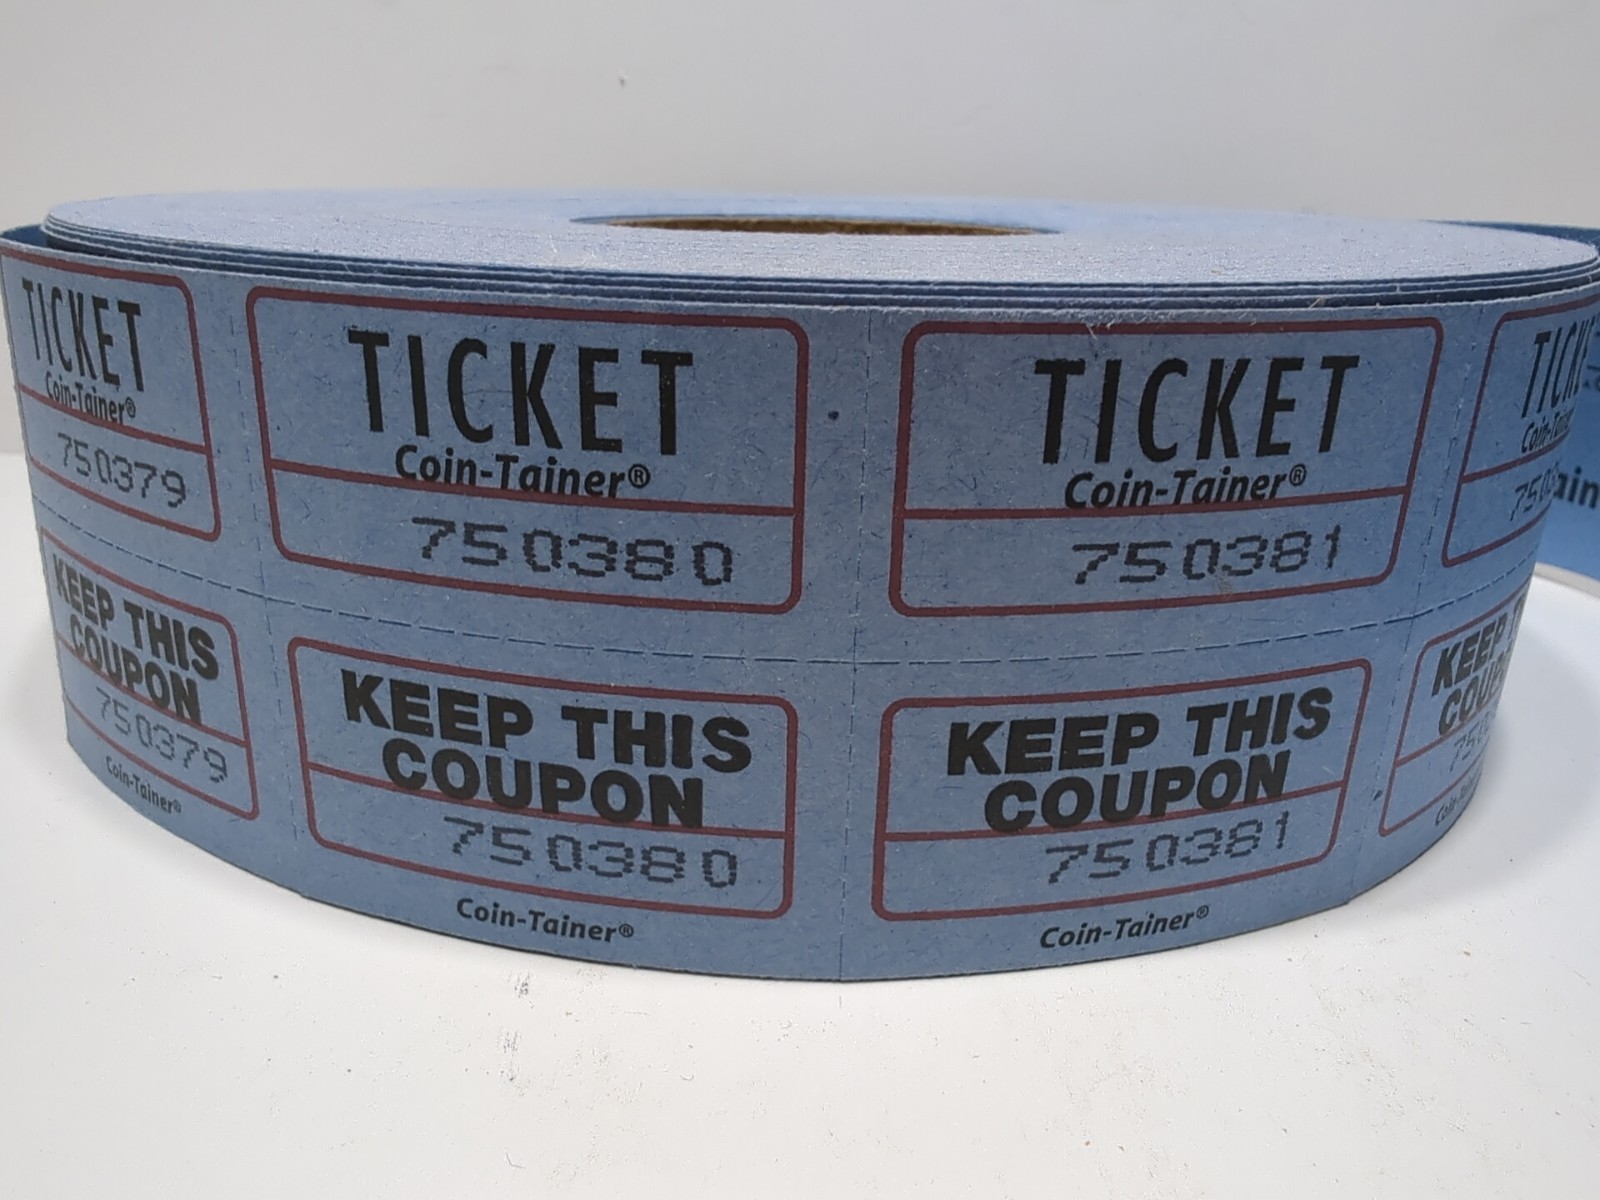 TICKET
Coin-Tainer®
750379
KEEP THIS
COUPON
750379
Coin-Tainer®
TICKET
Coin-Tainer®
750380
KEEP THIS
COUPON
750380
Coin-Tainer®
TICKET
Coin-Tainer®
750381
KEEP THIS
COUPON
750381
Coin-Tainer®
KEEP